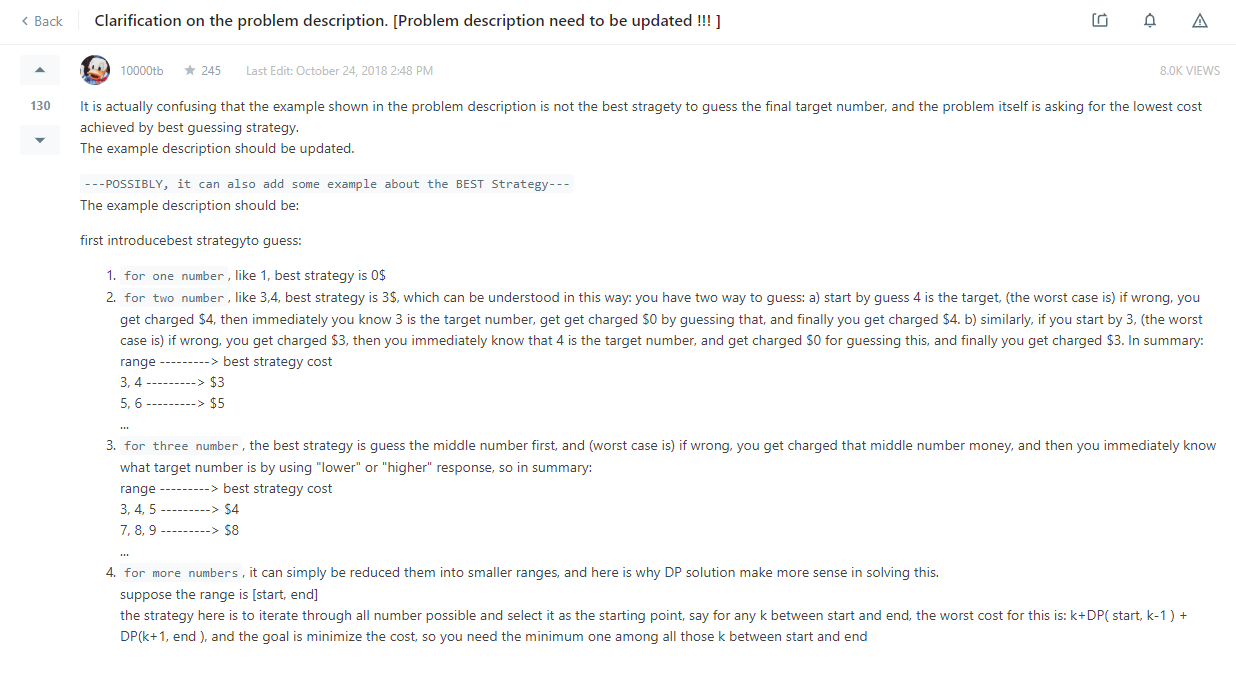 Back
Clarification on the problem description. [Problem description need to be updated !!! ]
10000tb
245
Last Edit: October 24, 2018 2:48 PM
8.0K VIEWS
130
It is actually confusing that the example shown in the problem description is not the best stragety to guess the final target number, and the problem itself is asking for the lowest cost
achieved by best guessing strategy.
The example description should be updated.
---POSSIBLY, it can also add some example about the BEST Strategy---
The example description should be:
first introducebest strategyto guess:
1. for one number, like 1, best strategy is 0$
2. for two number, like 3,4, best strategy is 3$, which can be understood in this way: you have two way to guess: a) start by guess 4 is the target, (the worst case is) if wrong, you
get charged $4, then immediately you know 3 is the target number, get get charged $0 by guessing that, and finally you get charged $4. b) similarly, if you start by 3, (the worst
case is) if wrong, you get charged $3, then you immediately know that 4 is the target number, and get charged $0 for guessing this, and finally you get charged $3. In summary:
range ---------> best strategy cost
3, 4 ---------> $3
5, 6 ---------> $5
...
3. for three number, the best strategy is guess the middle number first, and (worst case is) if wrong, you get charged that middle number money, and then you immediately know
what target number is by using "lower" or "higher" response, so in summary:
range ---------> best strategy cost
3, 4, 5 ---------> $4
7, 8, 9 ---------> $8
...
4. for more numbers, it can simply be reduced them into smaller ranges, and here is why DP solution make more sense in solving this.
suppose the range is [start, end]
the strategy here is to iterate through all number possible and select it as the starting point, say for any k between start and end, the worst cost for this is: k+DP( start, k-1 ) +
DP(k+1, end ), and the goal is minimize the cost, so you need the minimum one among all those k between start and end